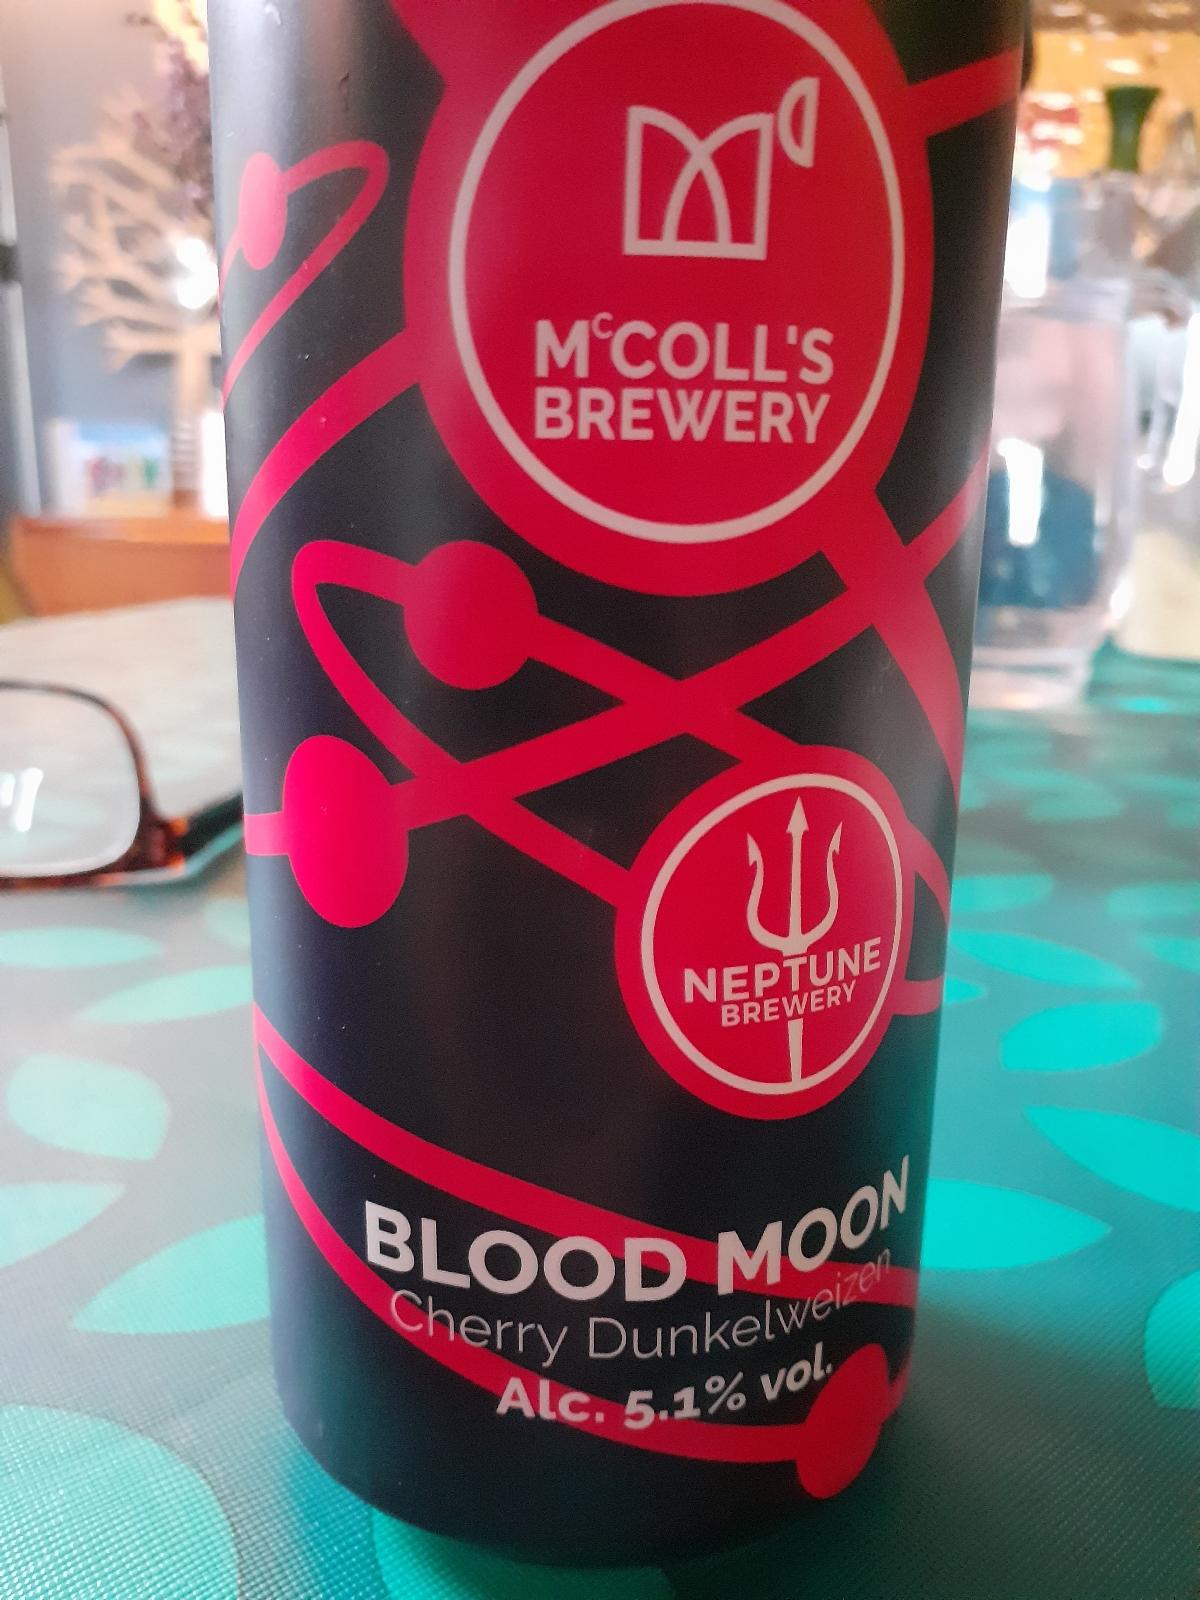 McCOLL'S
BREWERY
NEPTUNE
BREWERY
BLOOD MOON
Cherry Dunkelweizen
Alc. 5.1% vol.